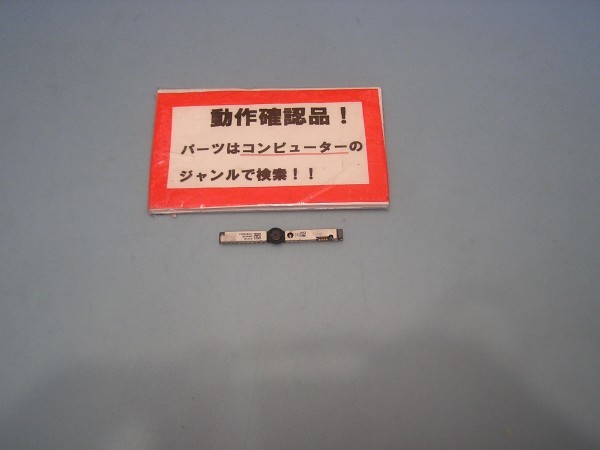 動作確認品！
パーツはコンピューターの
ジャンルで検索！！